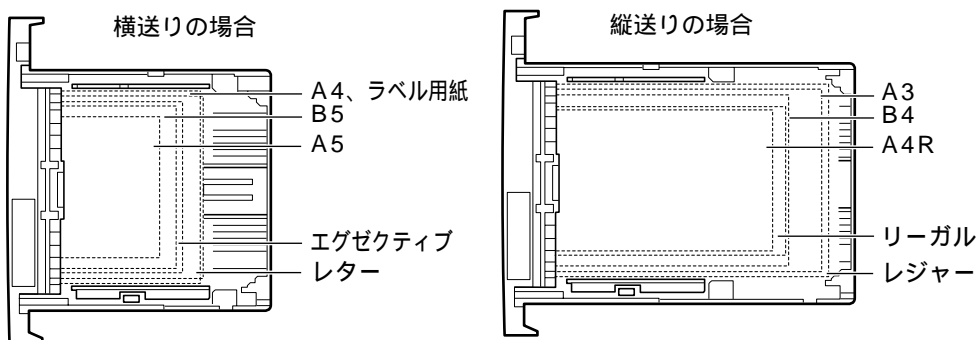 横送りの場合
A4、ラベル用紙
B5
A5
エグゼクティブ
レター
縦送りの場合
A3
B4
A4R
リーガル
レジャー